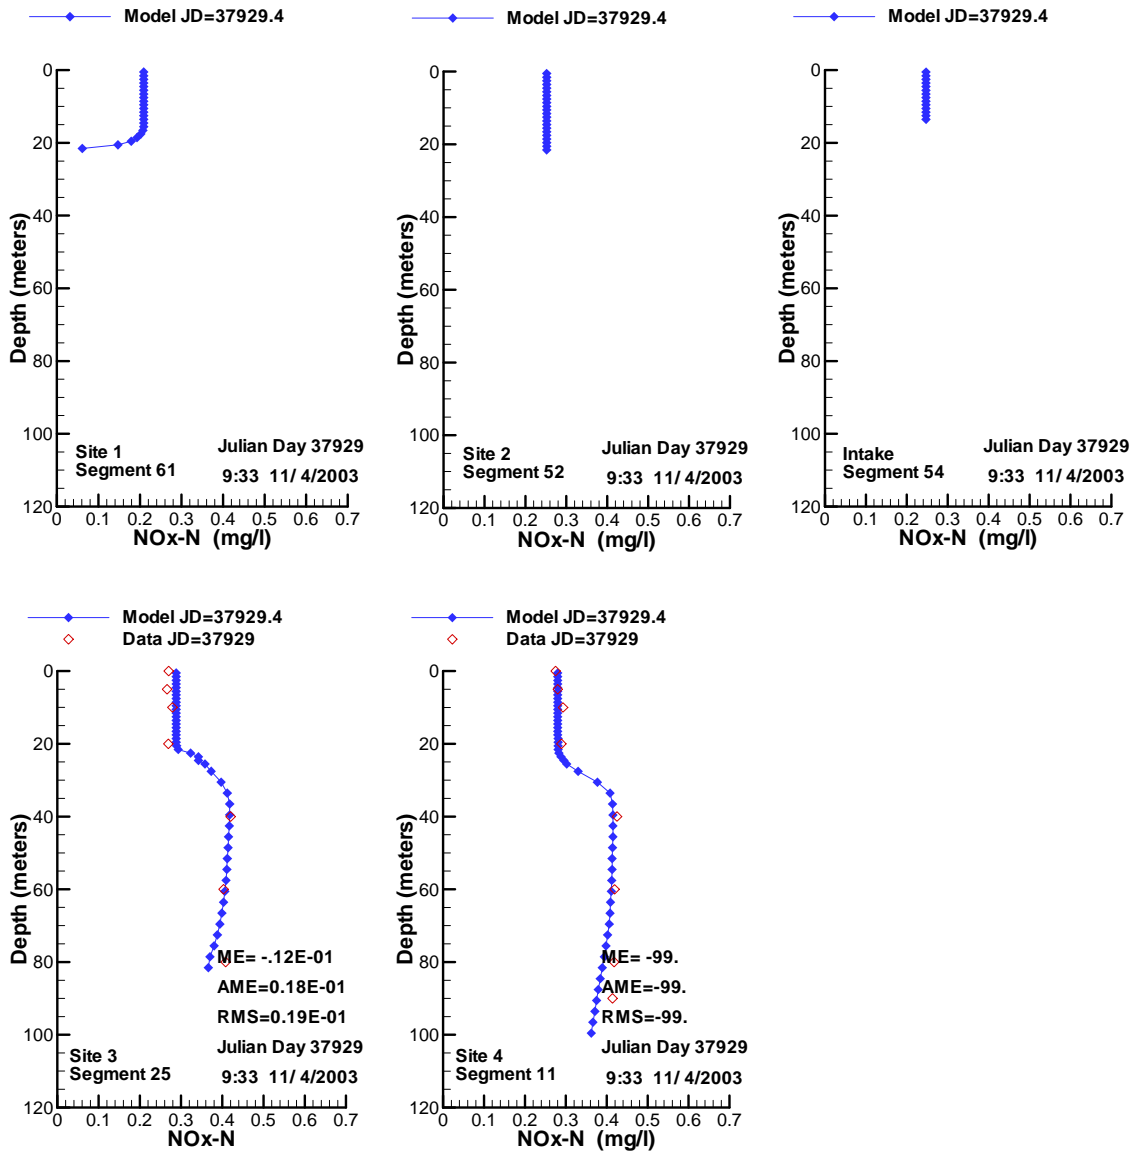 Model JD=37929.4
0
20
40
60
80
100
120
Depth (meters)
Site 1
Segment 61
Julian Day 37929
9:33 11/ 4/2003
0 0.1 0.2 0.3 0.4 0.5 0.6 0.7
NOx-N (mg/l)
Model JD=37929.4
0
20
40
60
80
100
120
Depth (meters)
Site 2
Segment 52
Julian Day 37929
9:33 11/ 4/2003
0 0.1 0.2 0.3 0.4 0.5 0.6 0.7
NOx-N (mg/l)
Model JD=37929.4
0
20
40
60
80
100
120
Depth (meters)
Intake
Segment 54
Julian Day 37929
9:33 11/ 4/2003
0 0.1 0.2 0.3 0.4 0.5 0.6 0.7
NOx-N (mg/l)
Model JD=37929.4
Data JD=37929
0
20
40
60
80
100
120
Depth (meters)
ME= -.12E-01
AME=0.18E-01
RMS=0.19E-01
Site 3
Segment 25
Julian Day 37929
9:33 11/ 4/2003
0 0.1 0.2 0.3 0.4 0.5 0.6 0.7
NOx-N
Model JD=37929.4
Data JD=37929
0
20
40
60
80
100
120
Depth (meters)
ME= -99.
AME=-99.
RMS=-99.
Site 4
Segment 11
Julian Day 37929
9:33 11/ 4/2003
0 0.1 0.2 0.3 0.4 0.5 0.6 0.7
NOx-N (mg/l)